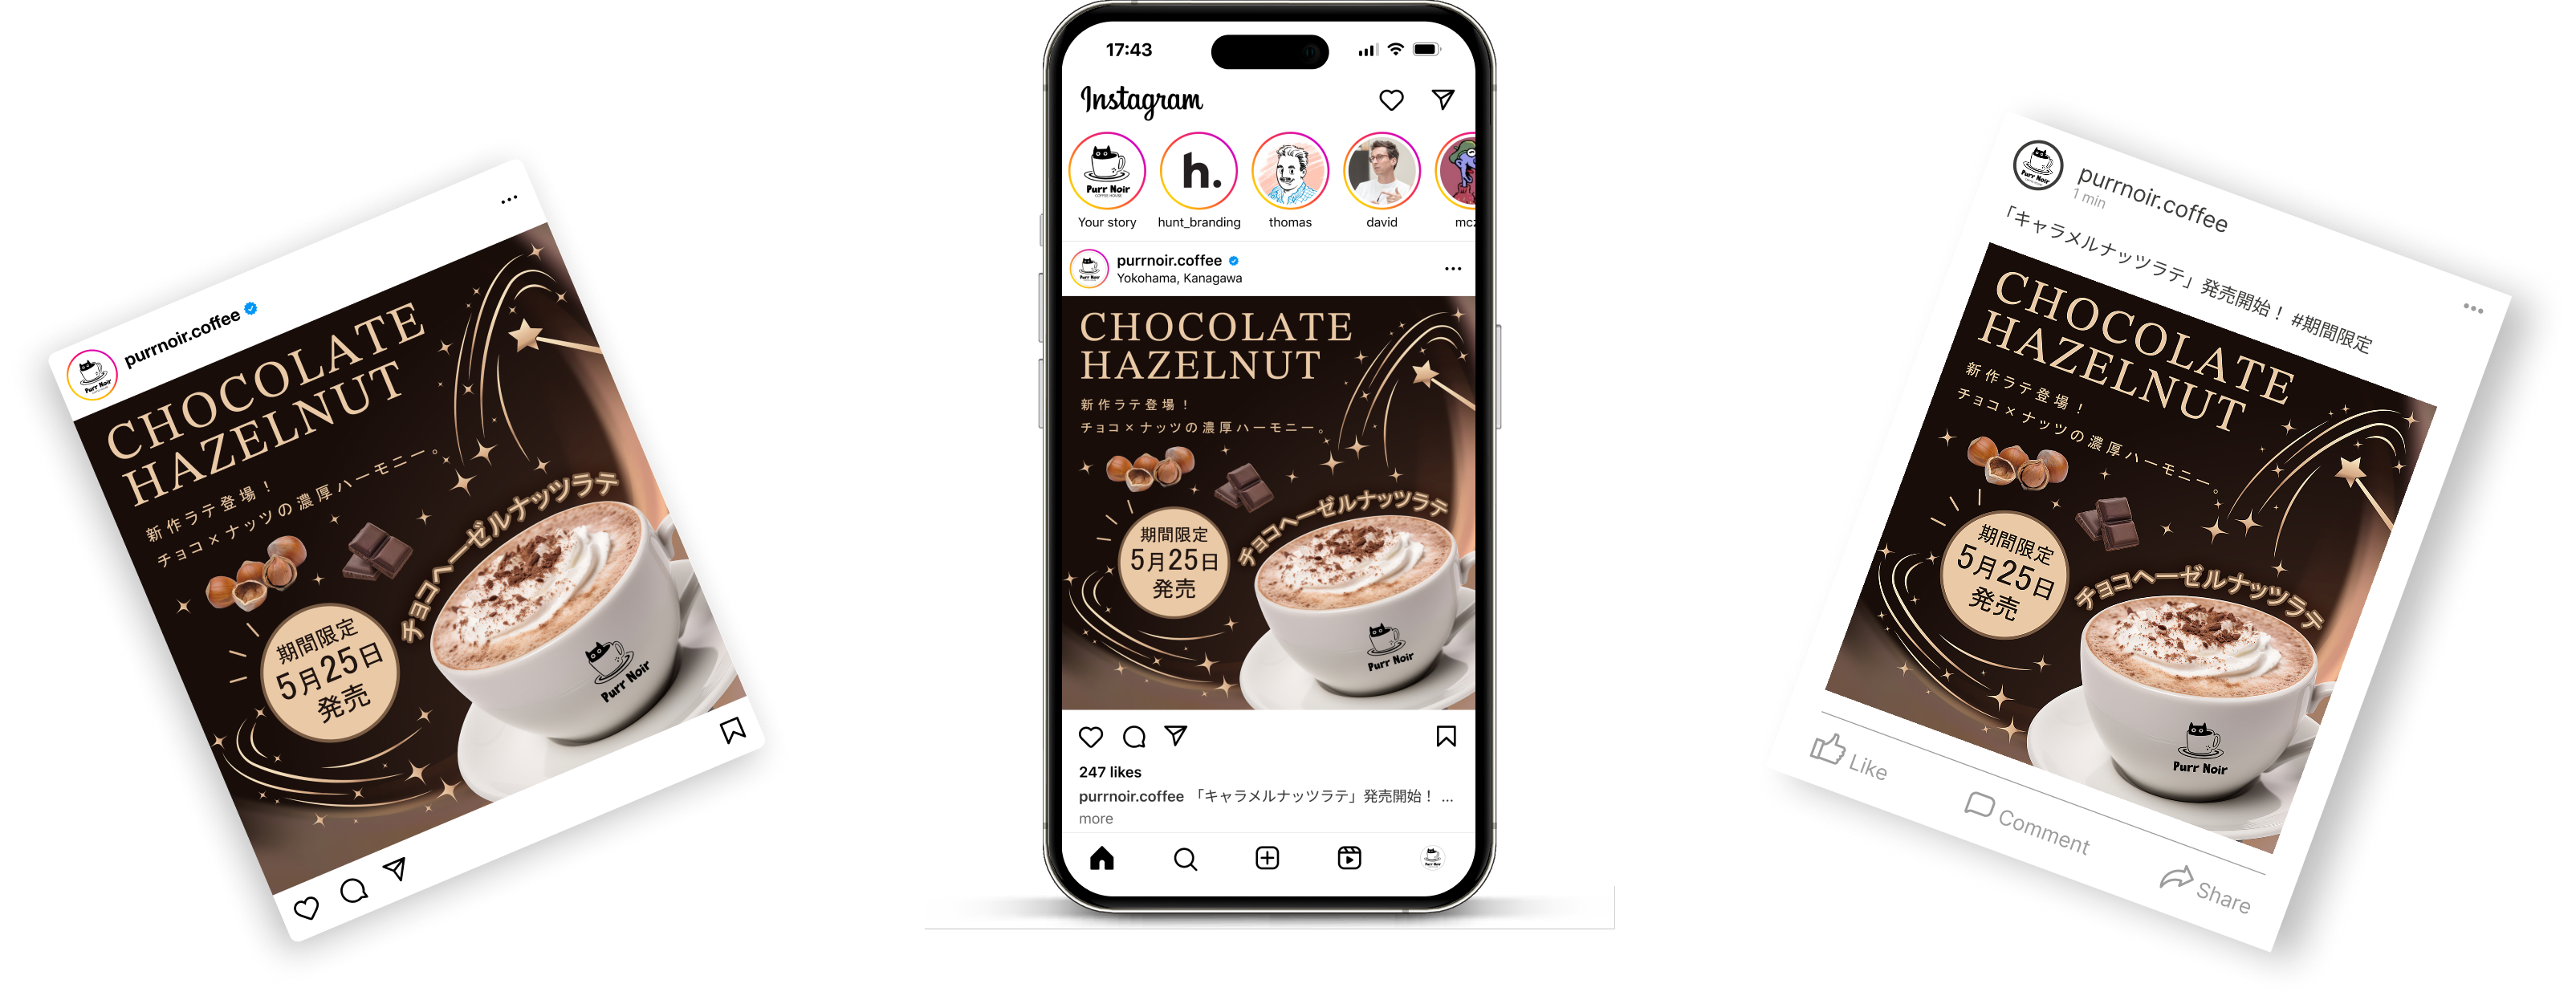 purrnoir.coffee
Purr Noir
CHOCOLATE
HAZELNUT
新作ラテ登場！
チョコ×ナッツの濃厚ハーモニー。
チョコヘーゼルナッツラテ
期間限定
5月25日
発売
Purr Noir
17:43
Instagram
Purr Noir
COFFEE HOUSE
Your story
hunt_branding
h.
thomas
david
mcz
purrnoir.coffee
Yokohama, Kanagawa
CHOCOLATE
HAZELNUT
新作ラテ登場！
チョコ×ナッツの濃厚ハーモニー。
チョコヘーゼルナッツラテ
期間限定
5月25日
発売
Purr Noir
247 likes
purrnoir.coffee 「キャラメルナッツラテ」発売開始！ ...
more
purrnoir.coffee
1 min
「キャラメルナッツラテ」発売開始！ #期間限定
CHOCOLATE
HAZELNUT
新作ラテ登場！
チョコ×ナッツの濃厚ハーモニー。
チョコヘーゼルナッツラテ
期間限定
5月25日
発売
Purr Noir
Like
Comment
Share